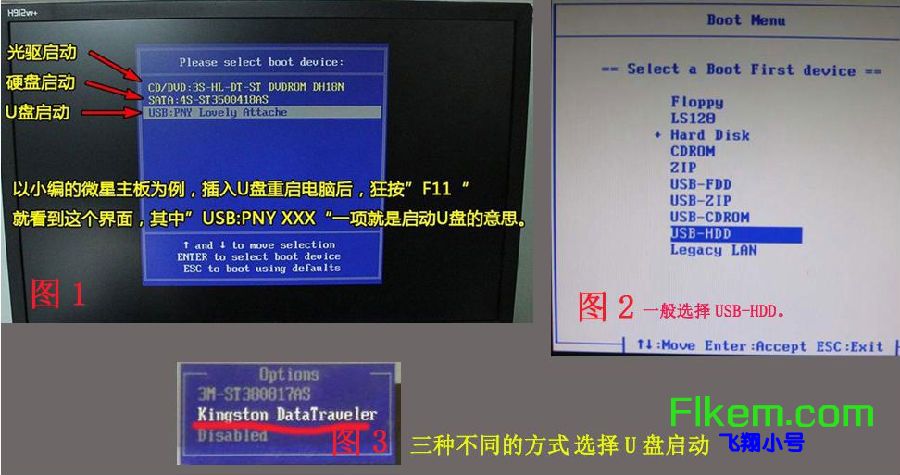 H912vr+
光驱启动
硬盘启动
U盘启动
Please select boot device:
CD/DVD:3S-HL-DT-ST DVDROM DH18N
SATA:4S-ST3500418AS
USB:PNY Lovely Attache
以小编的微星主板为例，插入U盘重启电脑后，狂按”F11“
就看到这个界面，其中”USB:PNY XXX“一项就是启动U盘的意思。
↑ and ↓ to move selection
ENTER to select boot device
ESC to boot using defaults
图1
Boot Menu
== Select a Boot First device ==
Floppy
LS120
+ Hard Disk
CDROM
ZIP
USB-FDD
USB-ZIP
USB-CDROM
USB-HDD
Legacy LAN
图2 一般选择 USB-HDD。
↑↓:Move Enter:Accept ESC:Exit
Options
3M-ST380817AS
Kingston DataTraveler
Disabled
图3
三种不同的方式 选择 U 盘启动
Flkem.com
飞翔小号